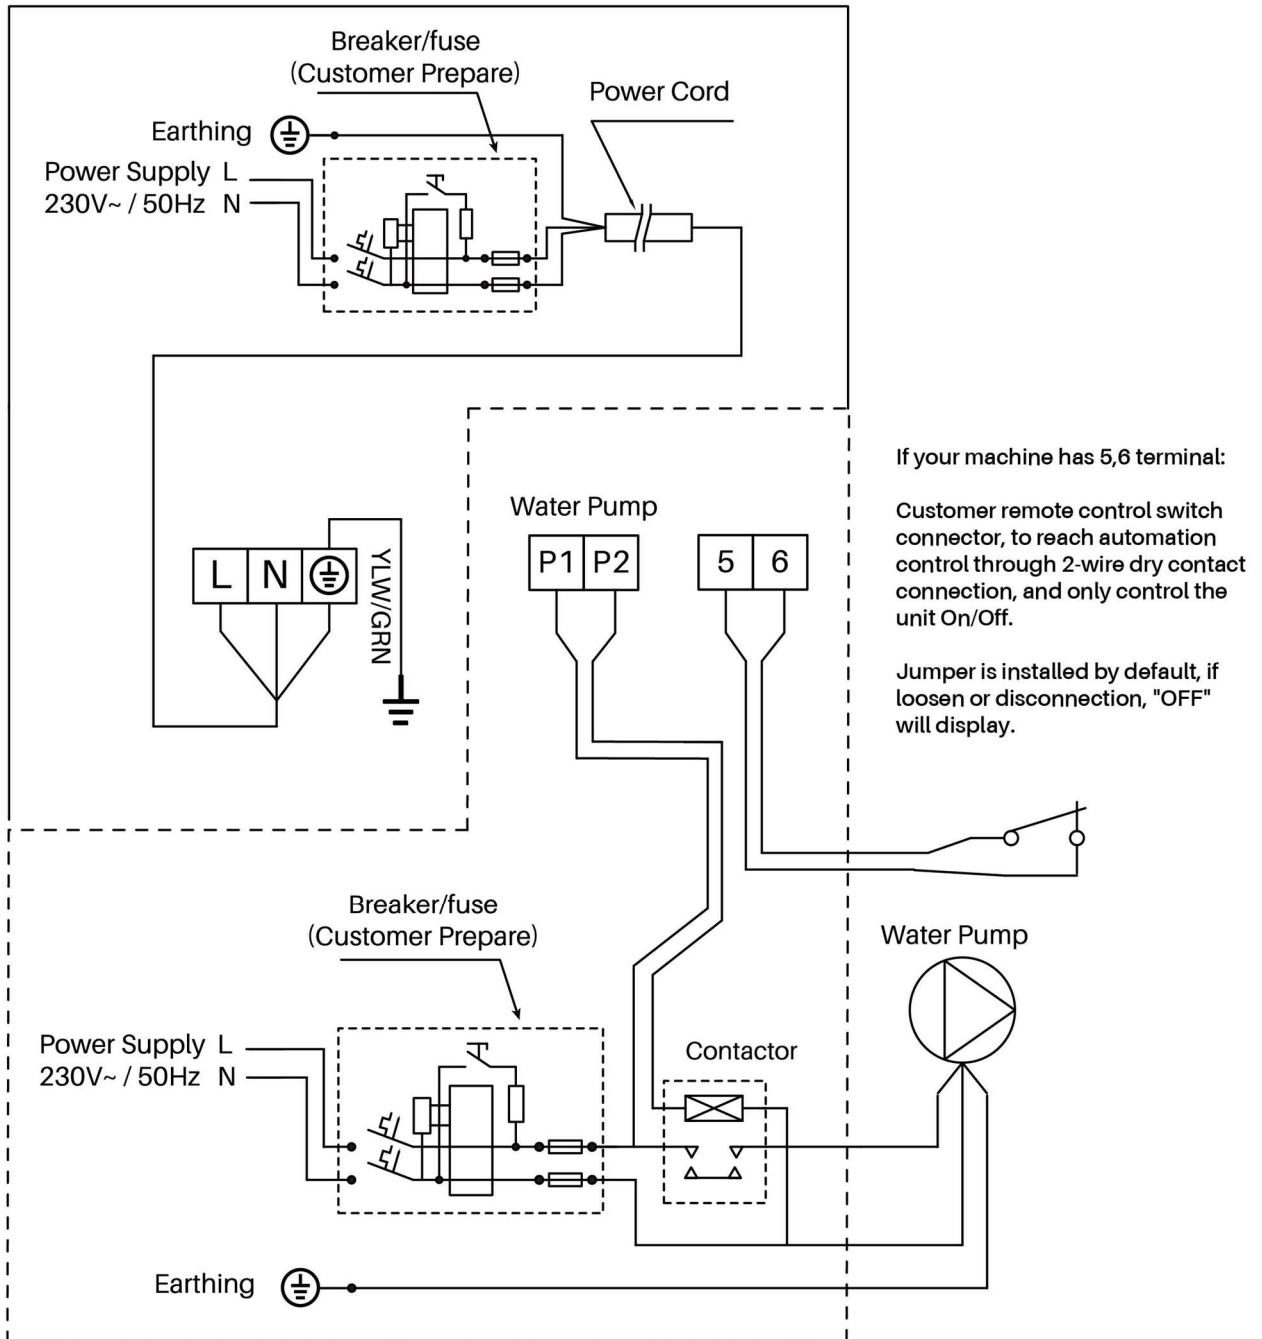 Breaker/fuse
(Customer Prepare)
Power Cord
Earthing
Power Supply L
230V~ / 50Hz N
If your machine has 5,6 terminal:
Customer remote control switch
connector, to reach automation
control through 2-wire dry contact
connection, and only control the
unit On/Off.
Jumper is installed by default, if
loosen or disconnection, "OFF"
will display.
Water Pump
L N
YLW/GRN
P1 P2
5 6
Breaker/fuse
(Customer Prepare)
Water Pump
Power Supply L
230V~ / 50Hz N
Contactor
Earthing